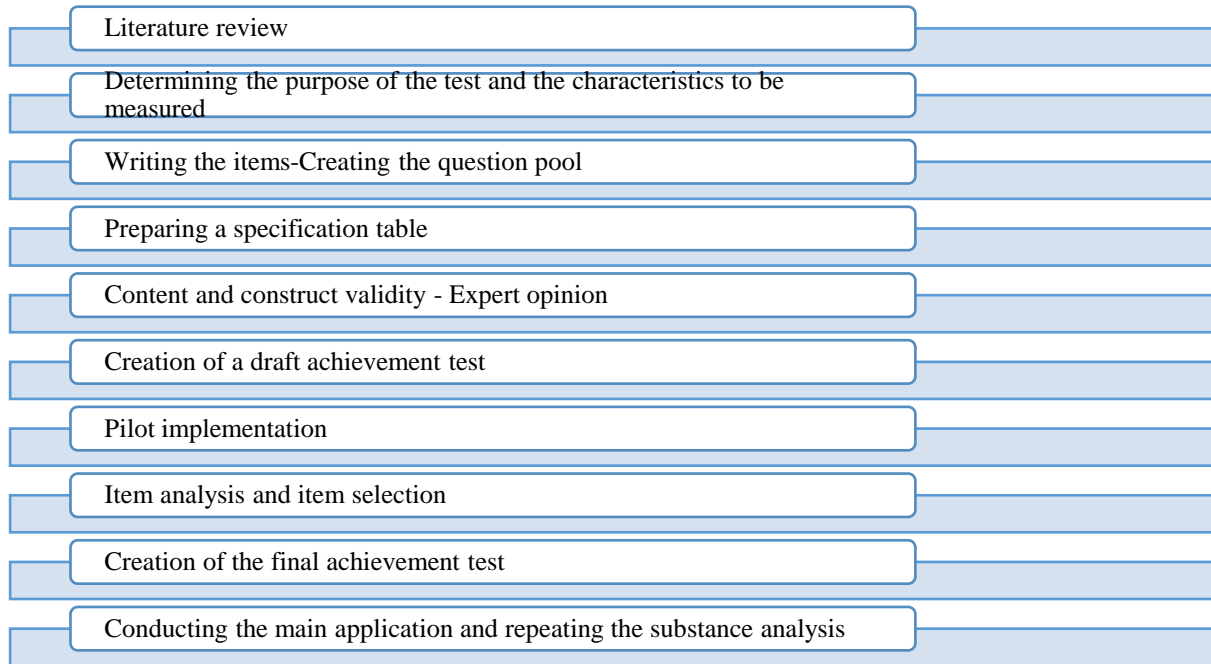 Literature review
Determining the purpose of the test and the characteristics to be
measured
Writing the items-Creating the question pool
Preparing a specification table
Content and construct validity - Expert opinion
Creation of a draft achievement test
Pilot implementation
Item analysis and item selection
Creation of the final achievement test
Conducting the main application and repeating the substance analysis